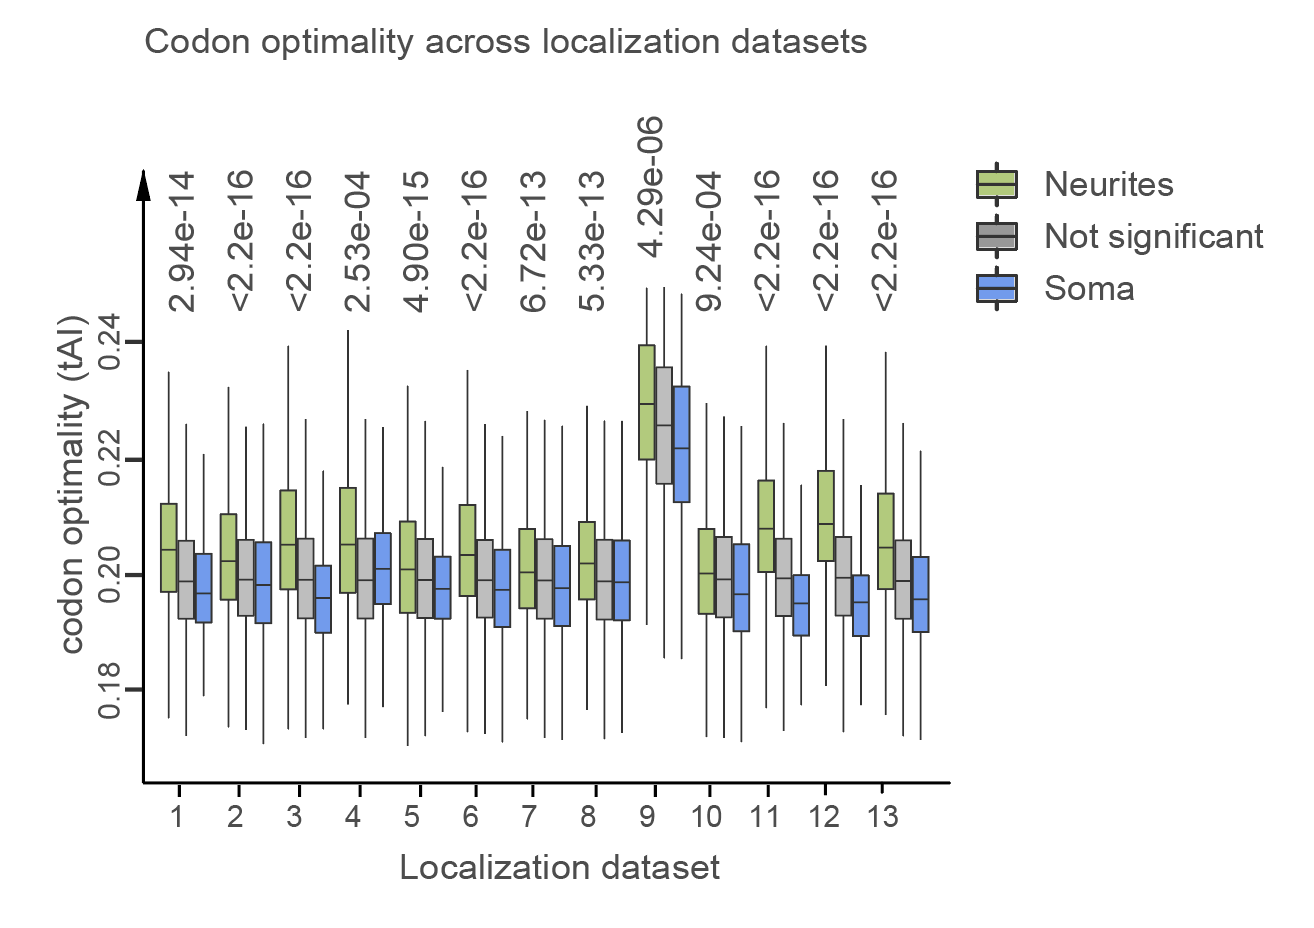 Codon optimality across localization datasets
2.94e-14
<2.2e-16
<2.2e-16
2.53e-04
4.90e-15
<2.2e-16
6.72e-13
5.33e-13
4.29e-06
9.24e-04
<2.2e-16
<2.2e-16
<2.2e-16
Neurites
Not significant
Soma
codon optimality (tAI)
0.24
0.22
0.20
0.18
1 2 3 4 5 6 7 8 9 10 11 12 13
Localization dataset